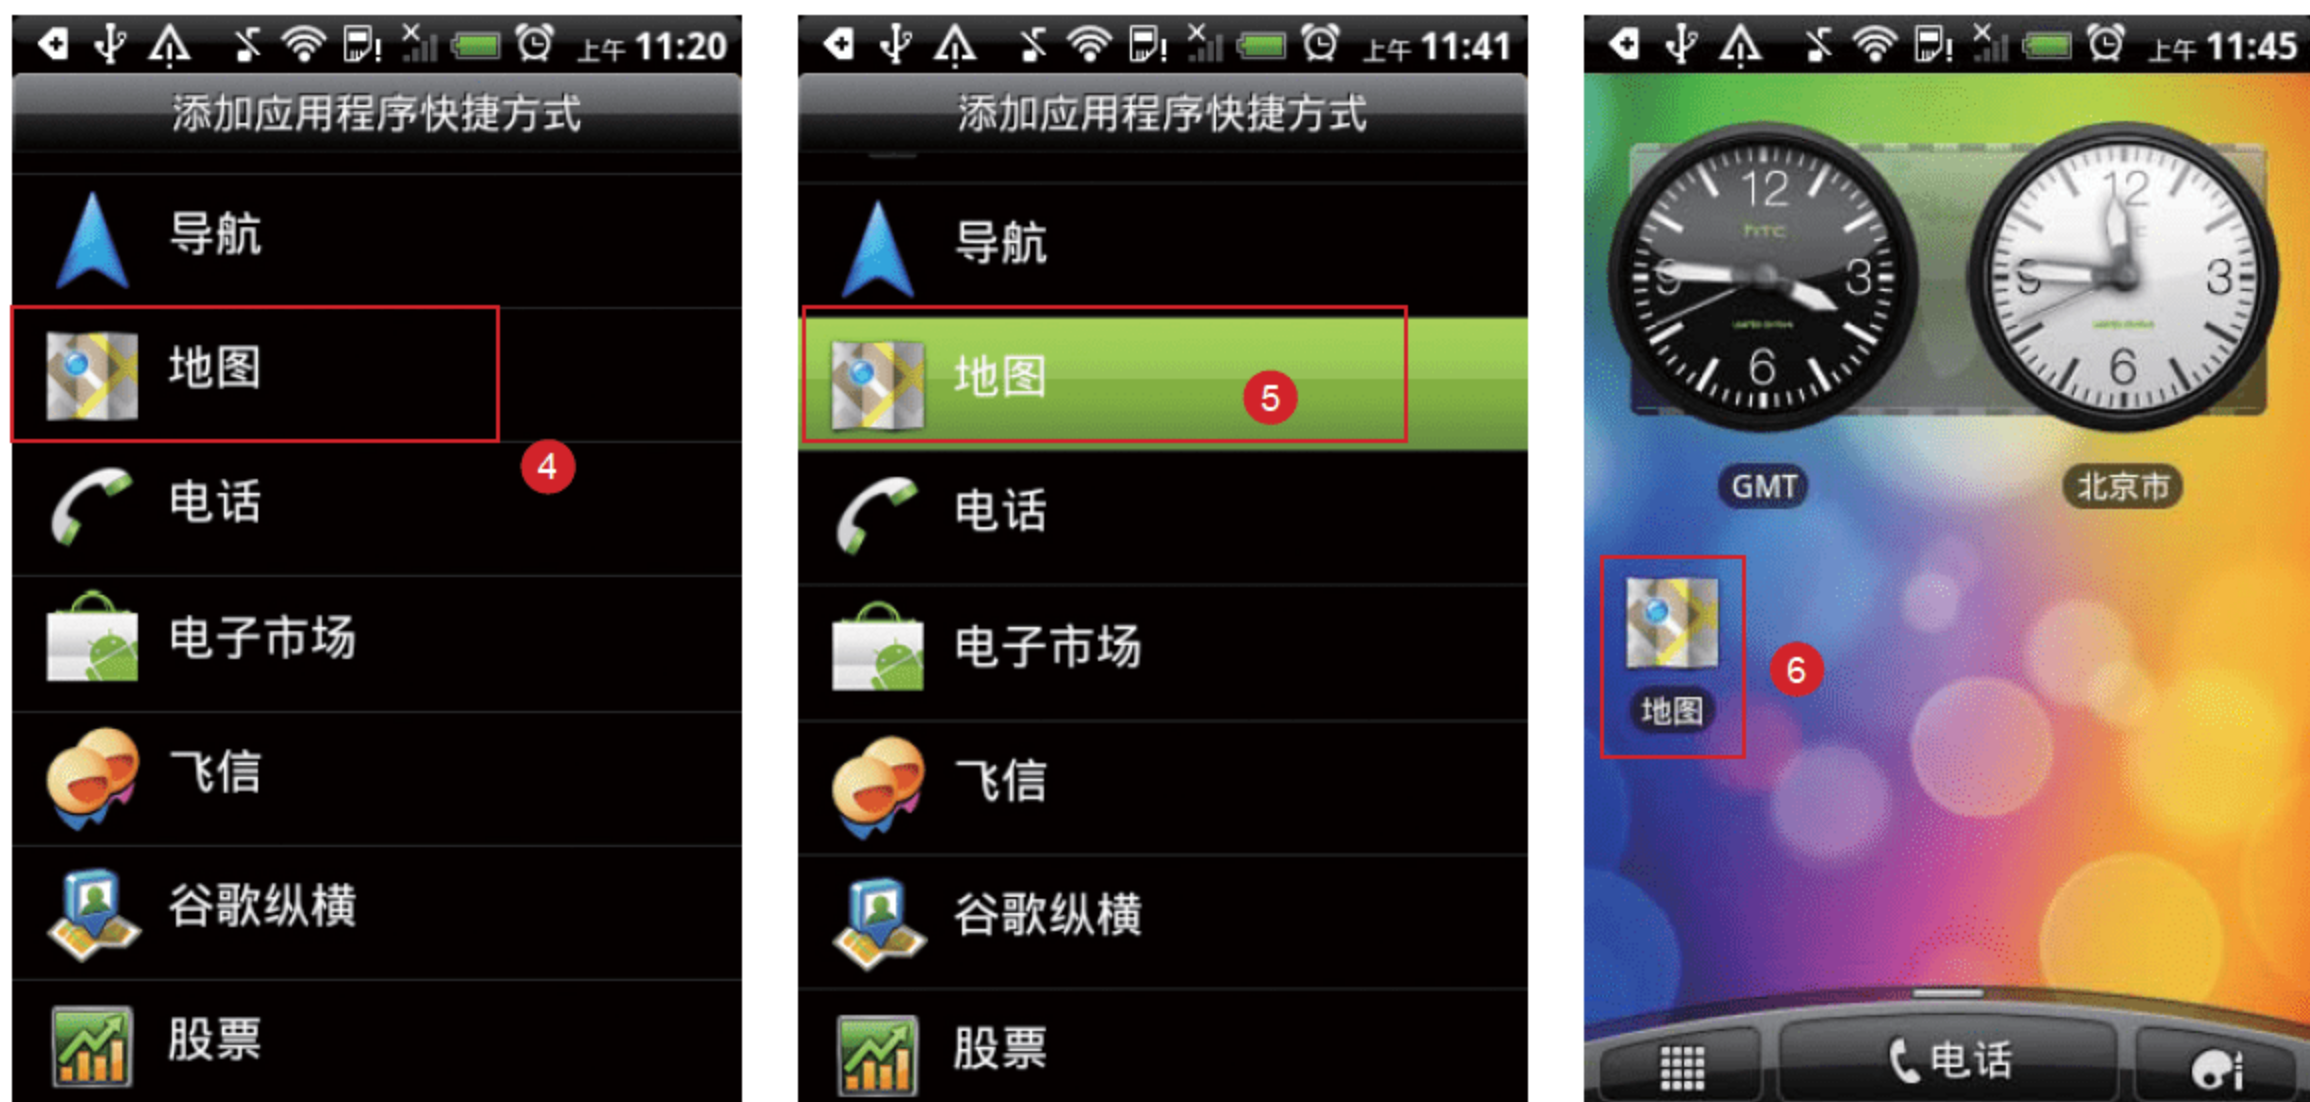 上午 11:20
添加应用程序快捷方式
导航
地图
4
电话
电子市场
飞信
谷歌纵横
股票
上午 11:41
添加应用程序快捷方式
导航
地图
5
电话
电子市场
飞信
谷歌纵横
股票
上午 11:45
12
hTC
9 3
6
12
9 3
6
GMT
北京市
地图
6
电话